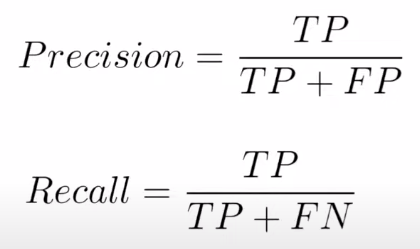 Precision = TP / TP + FP
Recall = TP / TP + FN